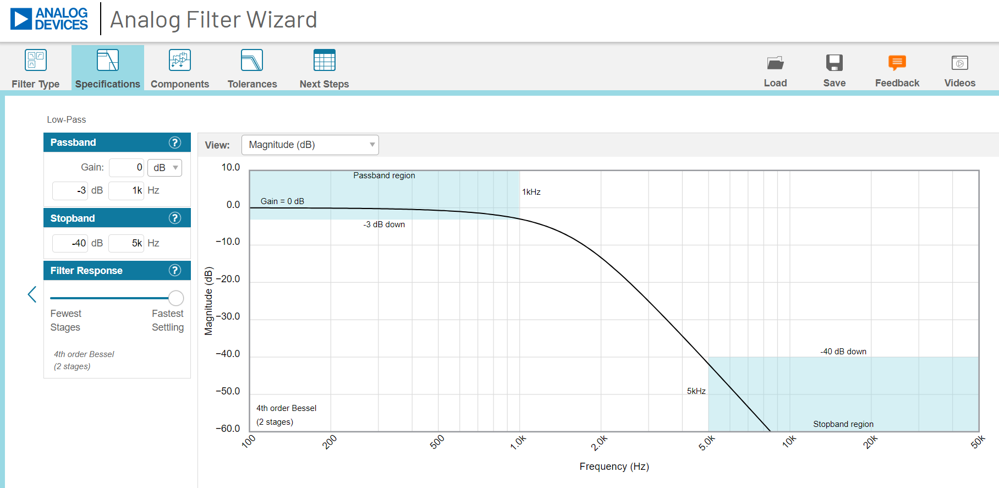 ANALOG
DEVICES
Analog Filter Wizard
Filter Type
Specifications
Components
Tolerances
Next Steps
Load
Save
Feedback
Videos
Low-Pass
Passband ?
Gain: 0 dB
-3 dB 1k Hz
Stopband ?
-40 dB 5k Hz
Filter Response ?
Fewest
Stages
Fastest
Settling
4th order Bessel
(2 stages)
View: Magnitude (dB)
10.0
0.0
−10.0
−20.0
−30.0
−40.0
−50.0
−60.0
Magnitude (dB)
Passband region
1kHz
Gain = 0 dB
-3 dB down
-40 dB down
5kHz
4th order Bessel
(2 stages)
Stopband region
100
200
500
1.0k
2.0k
5.0k
10k
20k
50k
Frequency (Hz)